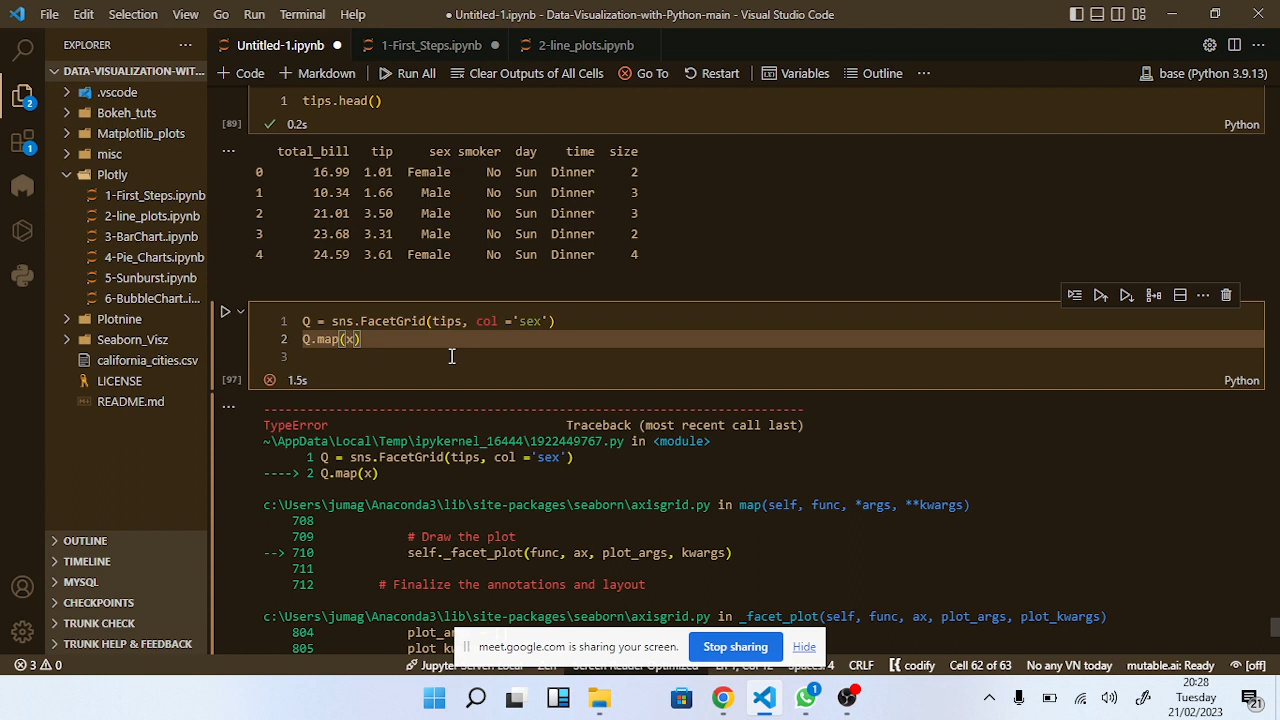 File Edit Selection View Go Run Terminal Help
● Untitled-1.ipynb - Data-Visualization-with-Python-main - Visual Studio Code
EXPLORER
Untitled-1.ipynb ●
1-First_Steps.ipynb ●
2-line_plots.ipynb
DATA-VISUALIZATION-WIT...
Code Markdown Run All Clear Outputs of All Cells Go To Restart Variables Outline ...
base (Python 3.9.13)
.vscode
Bokeh_tuts
Matplotlib_plots
misc
Plotly
1-First_Steps.ipynb
2-line_plots.ipynb
3-BarChart.ipynb
4-Pie_Charts.ipynb
5-Sunburst.ipynb
6-BubbleChart.i...
Plotnine
Seaborn_Visz
california_cities.csv
LICENSE
README.md
OUTLINE
TIMELINE
MYSQL
CHECKPOINTS
TRUNK CHECK
TRUNK HELP & FEEDBACK
1 tips.head()
[89] 0.2s Python
total_bill tip sex smoker day time size
0 16.99 1.01 Female No Sun Dinner 2
1 10.34 1.66 Male No Sun Dinner 3
2 21.01 3.50 Male No Sun Dinner 3
3 23.68 3.31 Male No Sun Dinner 2
4 24.59 3.61 Female No Sun Dinner 4
1 Q = sns.FacetGrid(tips, col ='sex')
2 Q.map(x)
3
[97] 1.5s Python
---------------------------------------------------------------------------
TypeError Traceback (most recent call last)
~\AppData\Local\Temp\ipykernel_16444\1922449767.py in <module>
1 Q = sns.FacetGrid(tips, col ='sex')
----> 2 Q.map(x)
c:\Users\jumag\Anaconda3\lib\site-packages\seaborn\axisgrid.py in map(self, func, *args, **kwargs)
708
709 # Draw the plot
--> 710 self._facet_plot(func, ax, plot_args, kwargs)
711
712 # Finalize the annotations and layout
c:\Users\jumag\Anaconda3\lib\site-packages\seaborn\axisgrid.py in _facet_plot(self, func, ax, plot_args, plot_kwargs)
804
805
meet.google.com is sharing your screen. Stop sharing Hide
3 0 CRLF codify Cell 62 of 63 No any VN today mutable-ai: Ready [off]
20:28
Tuesday
21/02/2023
2
1
1
21